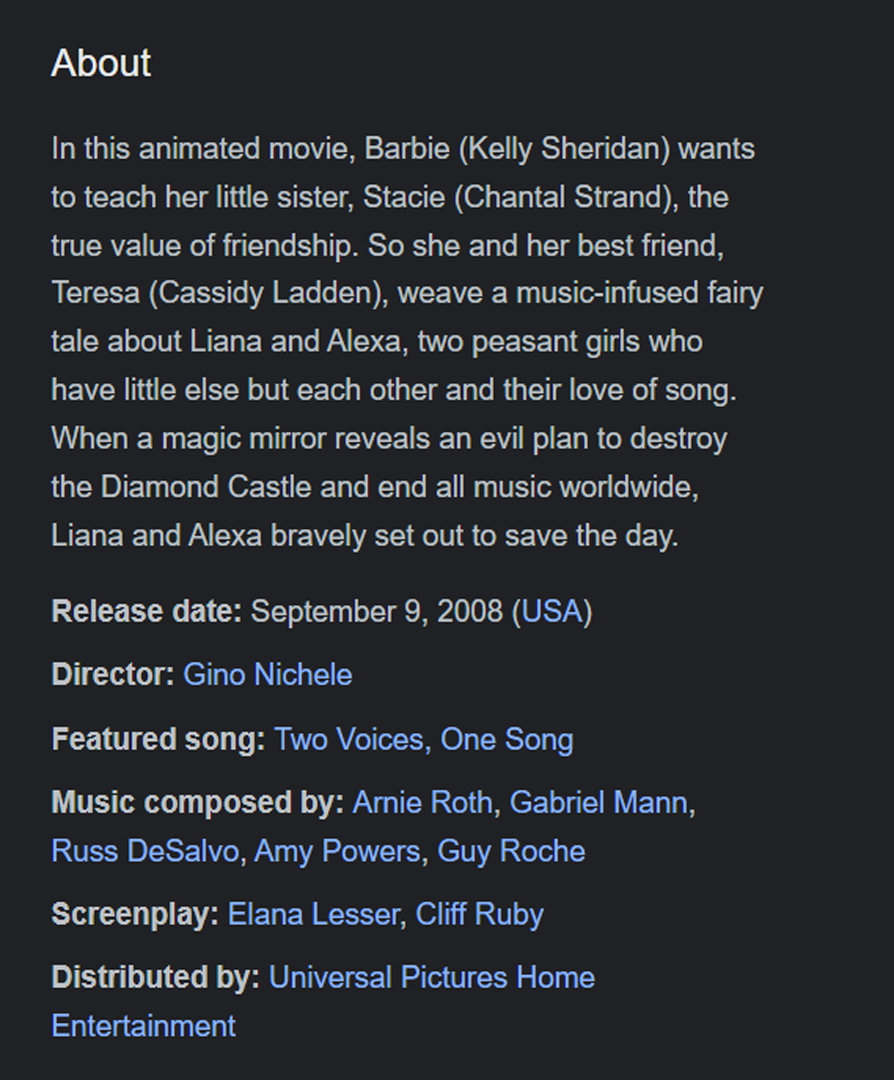 About
In this animated movie, Barbie (Kelly Sheridan) wants
to teach her little sister, Stacie (Chantal Strand), the
true value of friendship. So she and her best friend,
Teresa (Cassidy Ladden), weave a music-infused fairy
tale about Liana and Alexa, two peasant girls who
have little else but each other and their love of song.
When a magic mirror reveals an evil plan to destroy
the Diamond Castle and end all music worldwide,
Liana and Alexa bravely set out to save the day.
Release date: September 9, 2008 (USA)
Director: Gino Nichele
Featured song: Two Voices, One Song
Music composed by: Arnie Roth, Gabriel Mann,
Russ DeSalvo, Amy Powers, Guy Roche
Screenplay: Elana Lesser, Cliff Ruby
Distributed by: Universal Pictures Home
Entertainment